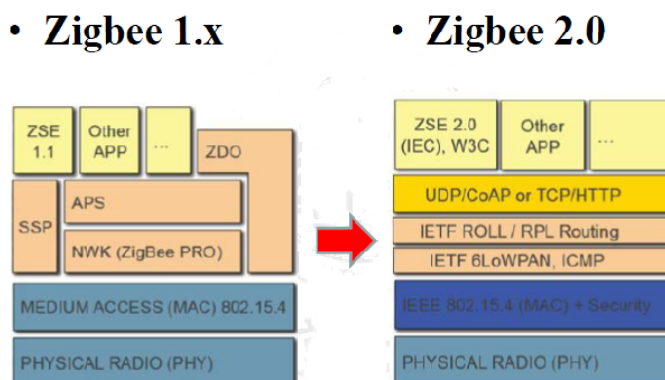 • Zigbee 1.x
ZSE
1.1
Other
APP
...
ZDO
SSP
APS
NWK (ZigBee PRO)
MEDIUM ACCESS (MAC) 802.15.4
PHYSICAL RADIO (PHY)
• Zigbee 2.0
ZSE 2.0
(IEC), W3C
Other
APP
...
UDP/CoAP or TCP/HTTP
IETF ROLL / RPL Routing
IETF 6LoWPAN, ICMP
IEEE 802.15.4 (MAC) + Security
PHYSICAL RADIO (PHY)